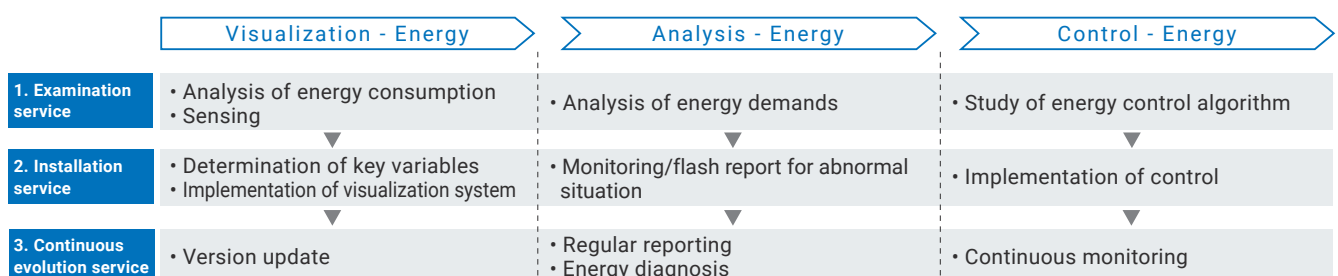 Visualization - Energy
Analysis - Energy
Control - Energy
1. Examination
service
• Analysis of energy consumption
• Sensing
• Analysis of energy demands
• Study of energy control algorithm
2. Installation
service
• Determination of key variables
• Implementation of visualization system
• Monitoring/flash report for abnormal
situation
• Implementation of control
3. Continuous
evolution service
• Version update
• Regular reporting
• Energy diagnosis
• Continuous monitoring